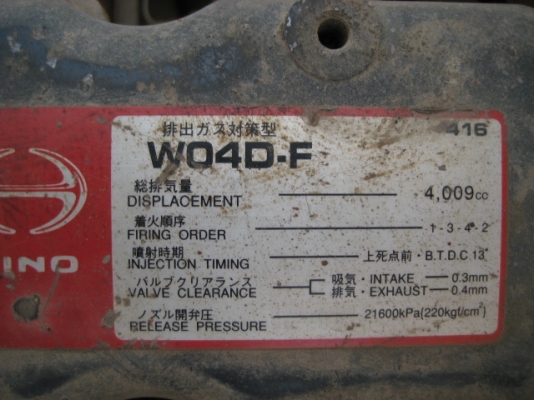 排出ガス対策型
416
W04D-F
総排気量
DISPLACEMENT 4,009cc
着火順序
FIRING ORDER 1-3-4-2
噴射時期
INJECTION TIMING 上死点前・B.T.D.C 13°
バルブクリアランス 吸気・INTAKE 0.3mm
VALVE CLEARANCE 排気・EXHAUST 0.4mm
ノズル開弁圧
RELEASE PRESSURE 21600kPa(220kgf/cm²)
INO